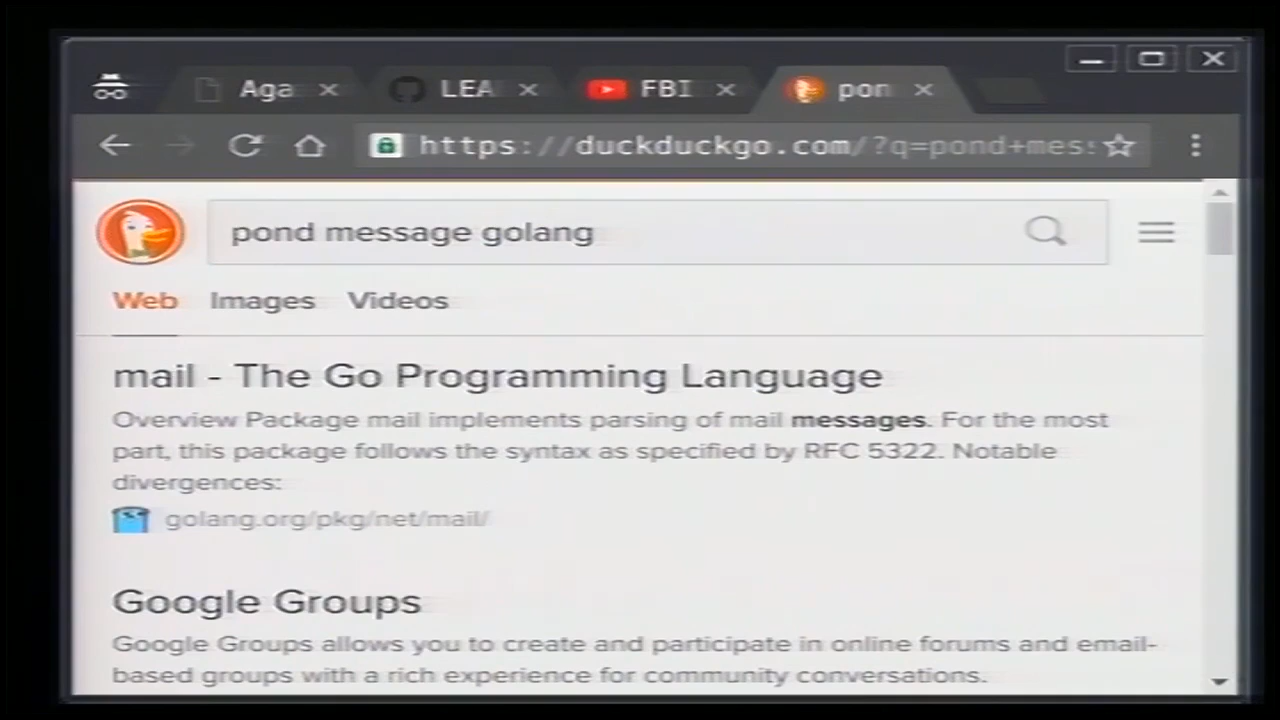 Aga
LEA
FBI
pon
https://duckduckgo.com/?q=pond+mes
pond message golang
Web Images Videos
mail - The Go Programming Language
Overview Package mail implements parsing of mail messages. For the most
part, this package follows the syntax as specified by RFC 5322. Notable
divergences:
golang.org/pkg/net/mail/
Google Groups
Google Groups allows you to create and participate in online forums and email-
based groups with a rich experience for community conversations.